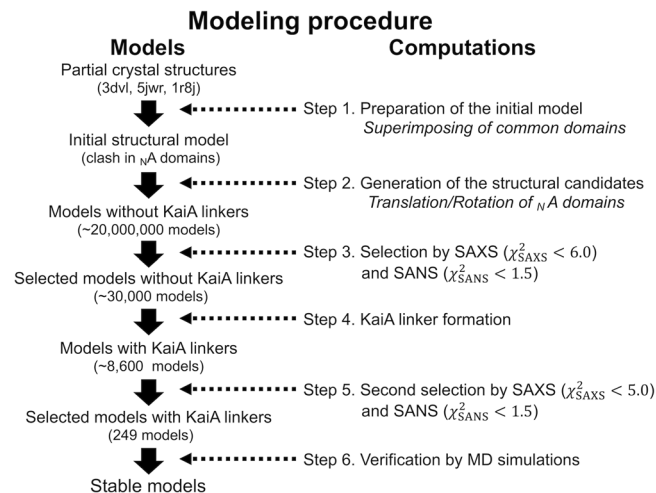 Modeling procedure
Models
Computations
Partial crystal structures
(3dvl, 5jwr, 1r8j)
Step 1. Preparation of the initial model
Superimposing of common domains
Initial structural model
(clash in NA domains)
Step 2. Generation of the structural candidates
Translation/Rotation of N A domains
Models without KaiA linkers
(~20,000,000 models)
Step 3. Selection by SAXS (χ²SAXS < 6.0)
and SANS (χ²SANS < 1.5)
Selected models without KaiA linkers
(~30,000 models)
Step 4. KaiA linker formation
Models with KaiA linkers
(~8,600 models)
Step 5. Second selection by SAXS (χ²SAXS < 5.0)
and SANS (χ²SANS < 1.5)
Selected models with KaiA linkers
(249 models)
Step 6. Verification by MD simulations
Stable models